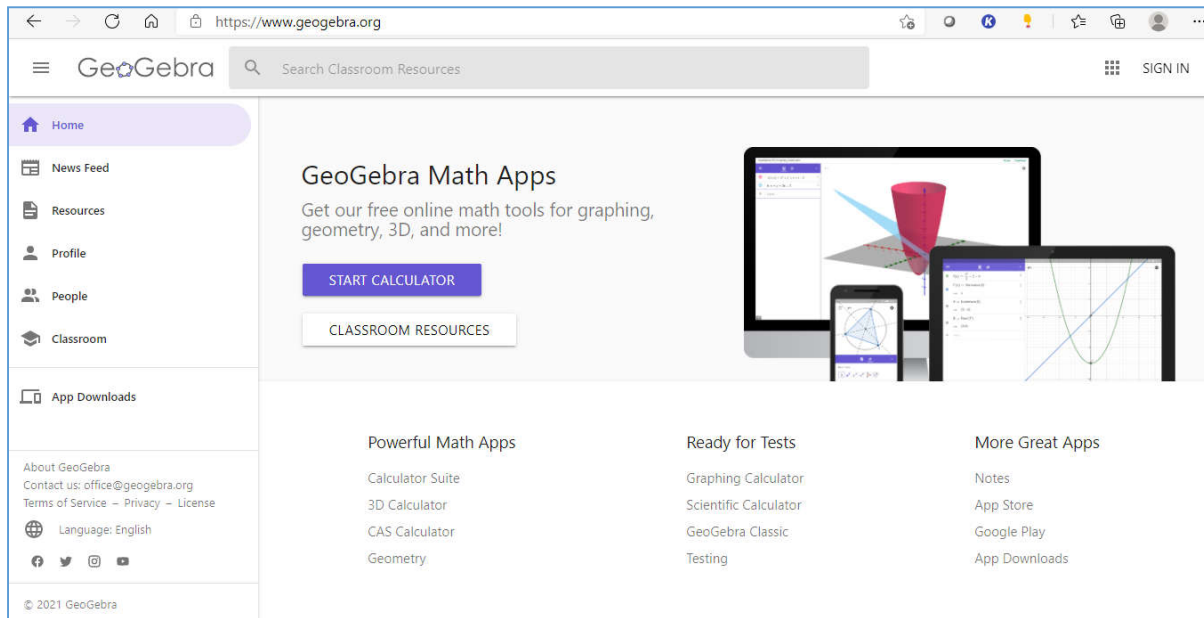 https://www.geogebra.org
GeoGebra
Search Classroom Resources
SIGN IN
Home
News Feed
Resources
Profile
People
Classroom
App Downloads
About GeoGebra
Contact us: office@geogebra.org
Terms of Service – Privacy – License
Language: English
© 2021 GeoGebra
GeoGebra Math Apps
Get our free online math tools for graphing,
geometry, 3D, and more!
START CALCULATOR
CLASSROOM RESOURCES
Powerful Math Apps
Calculator Suite
3D Calculator
CAS Calculator
Geometry
Ready for Tests
Graphing Calculator
Scientific Calculator
GeoGebra Classic
Testing
More Great Apps
Notes
App Store
Google Play
App Downloads